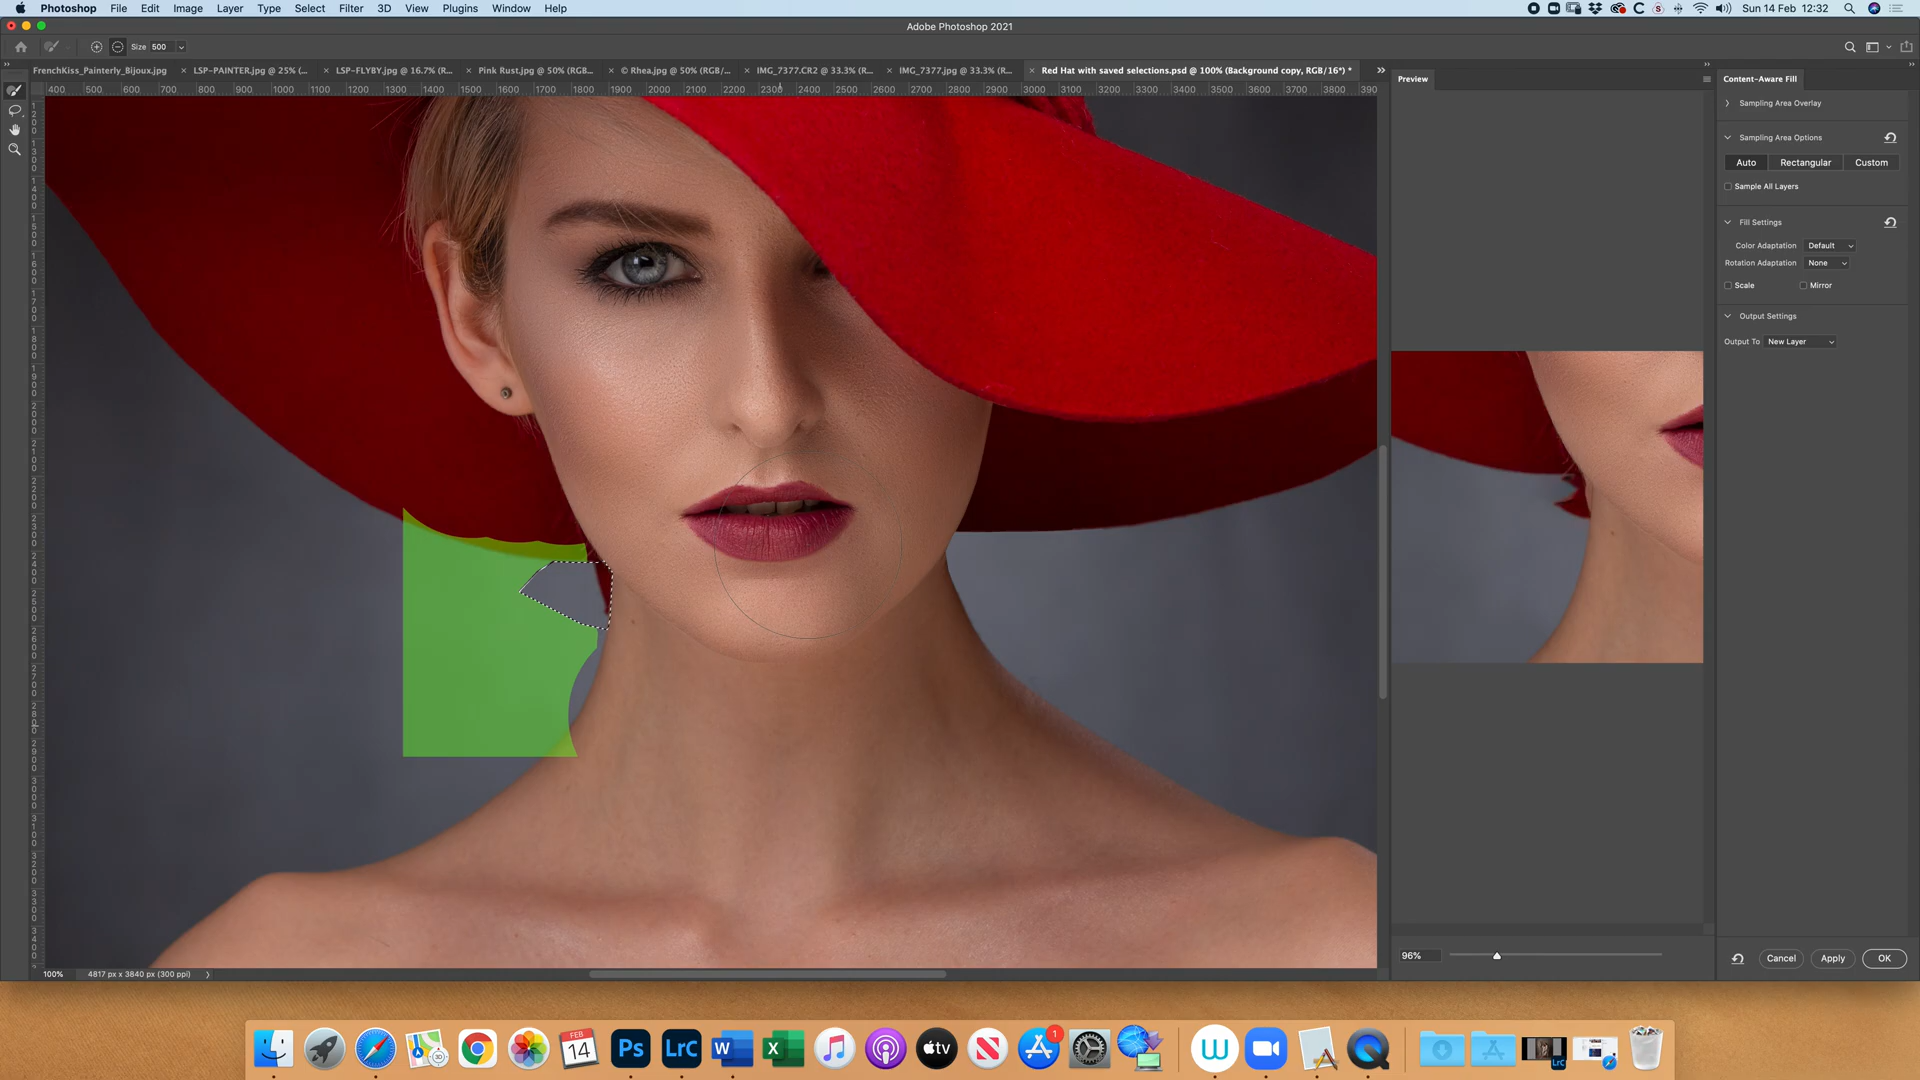 Photoshop File Edit Image Layer Type Select Filter 3D View Plugins Window Help
Sun 14 Feb 12:32
Adobe Photoshop 2021
Size 500
FrenchKiss_Painterly_Bijoux.jpg
LSP-PAINTER.jpg @ 25% (...
LSP-FLYBY.jpg @ 16.7% (R...
Pink Rust.jpg @ 50% (RGB...
© Rhea.jpg @ 50% (RGB/...
IMG_7377.CR2 @ 33.3% (R...
IMG_7377.jpg @ 33.3% (R...
Red Hat with saved selections.psd @ 100% (Background copy, RGB/16*) *
Preview
Content-Aware Fill
400 500 600 700 800 900 1000 1100 1200 1300 1400 1500 1600 1700 1800 1900 2000 2100 2200 2300 2400 2500 2600 2700 2800 2900 3000 3100 3200 3300 3400 3500 3600 3700 3800 390
Sampling Area Overlay
Sampling Area Options
Auto Rectangular Custom
Sample All Layers
Fill Settings
Color Adaptation Default
Rotation Adaptation None
Scale Mirror
Output Settings
Output To New Layer
96%
Cancel Apply OK
100% 4817 px x 3840 px (300 ppi)
FEB
14
Ps
LrC
W
X
tv
1
LrC